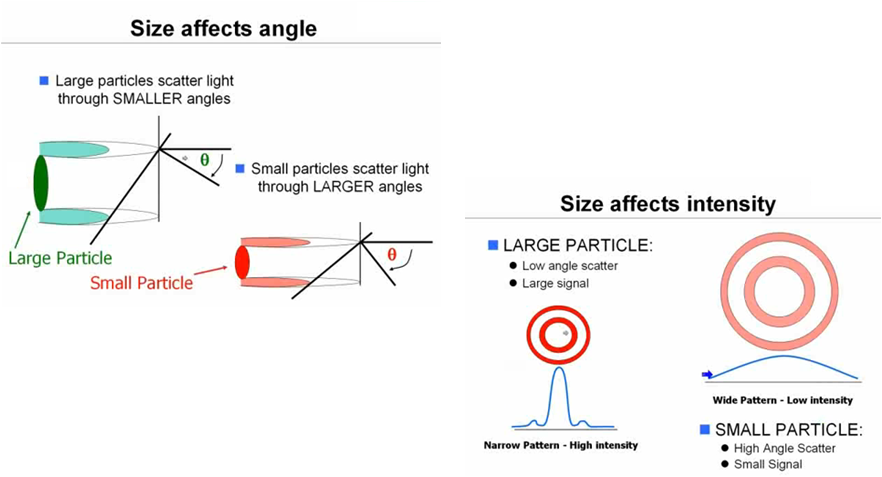 Size affects angle
Large particles scatter light
through SMALLER angles
θ
Small particles scatter light
through LARGER angles
Large Particle
θ
Small Particle
Size affects intensity
LARGE PARTICLE:
Low angle scatter
Large signal
Narrow Pattern - High intensity
Wide Pattern - Low intensity
SMALL PARTICLE:
High Angle Scatter
Small Signal